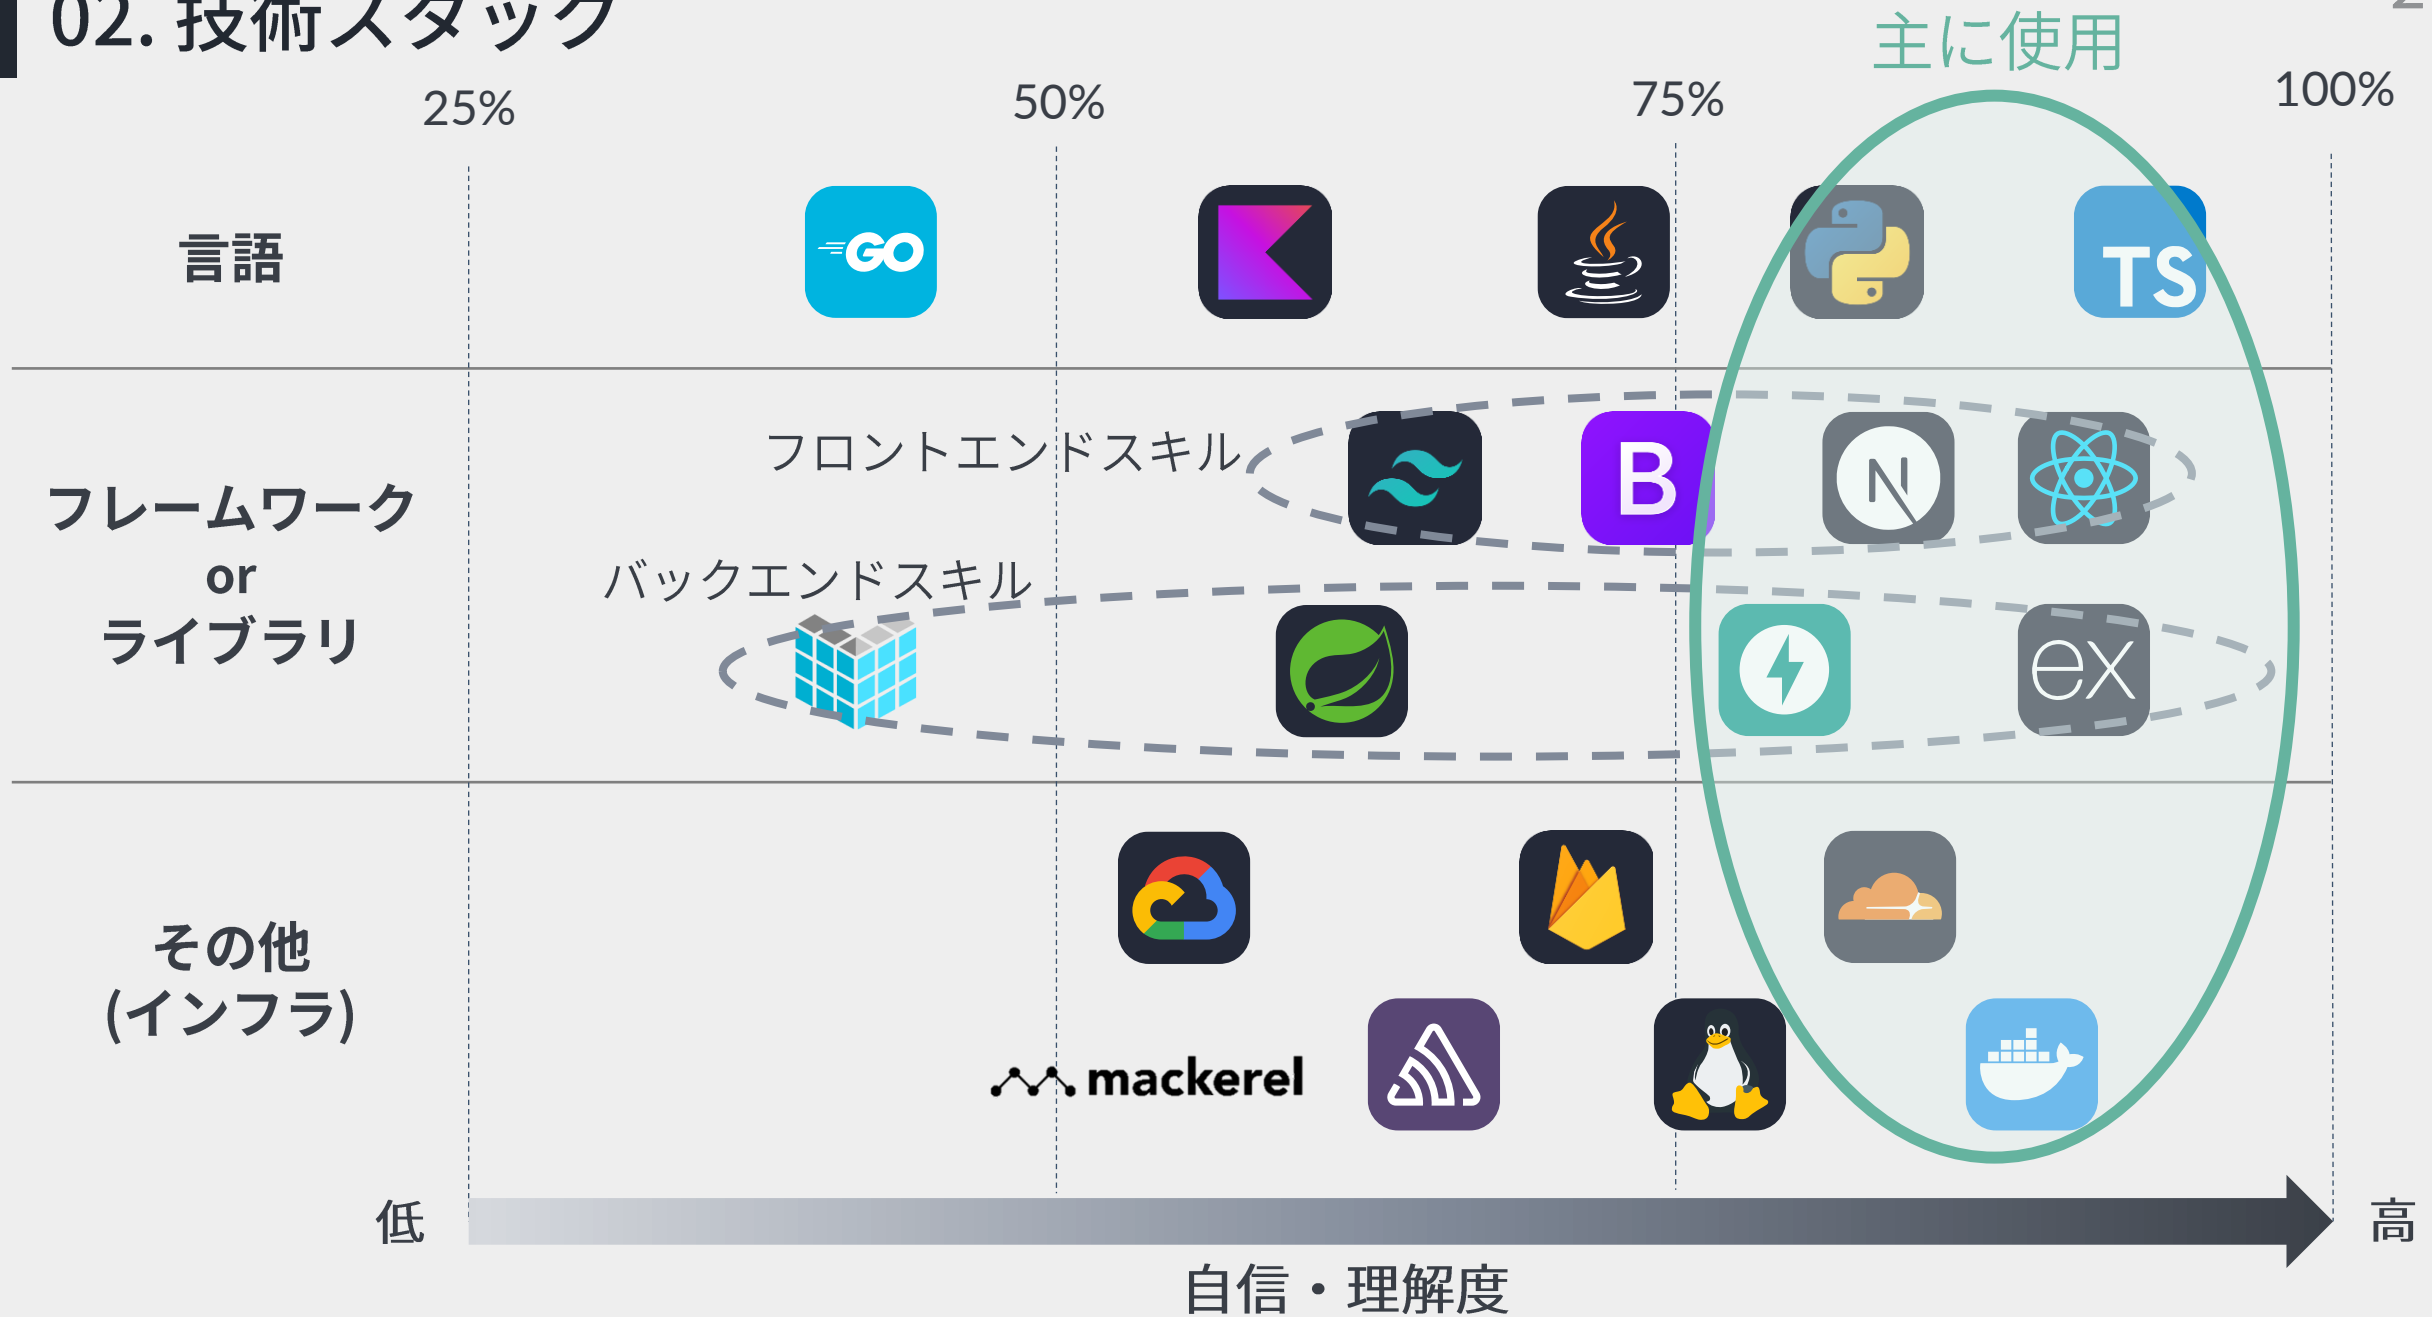 02. 技術スタック
主に使用
25%
50%
75%
100%
言語
GO
TS
フレームワーク
or
ライブラリ
フロントエンドスキル
B
N
バックエンドスキル
ex
その他
(インフラ)
mackerel
低
高
自信・理解度